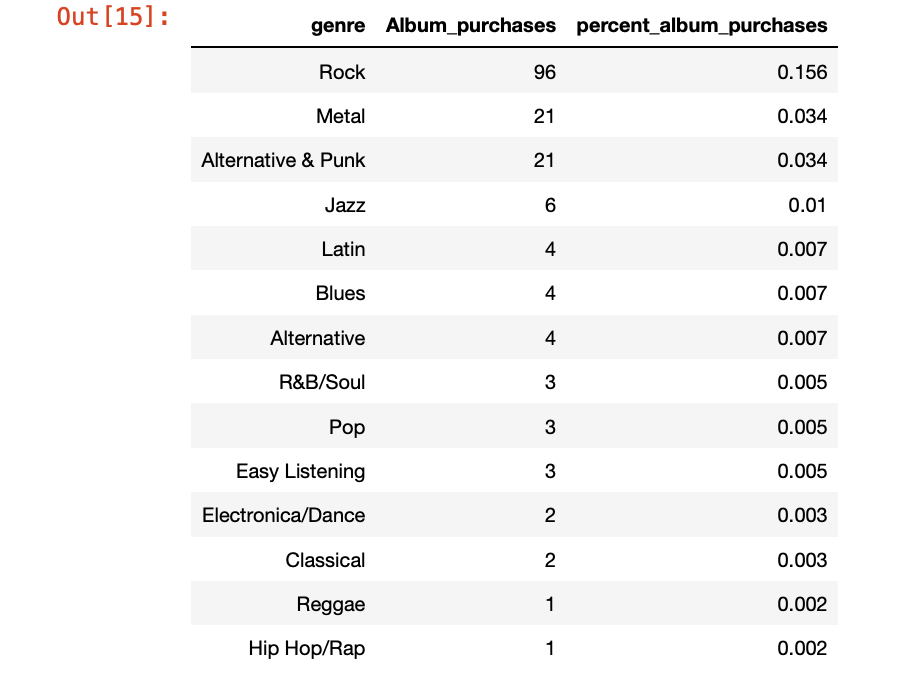 Out[15]:
genre Album_purchases percent_album_purchases
Rock 96 0.156
Metal 21 0.034
Alternative & Punk 21 0.034
Jazz 6 0.01
Latin 4 0.007
Blues 4 0.007
Alternative 4 0.007
R&B/Soul 3 0.005
Pop 3 0.005
Easy Listening 3 0.005
Electronica/Dance 2 0.003
Classical 2 0.003
Reggae 1 0.002
Hip Hop/Rap 1 0.002